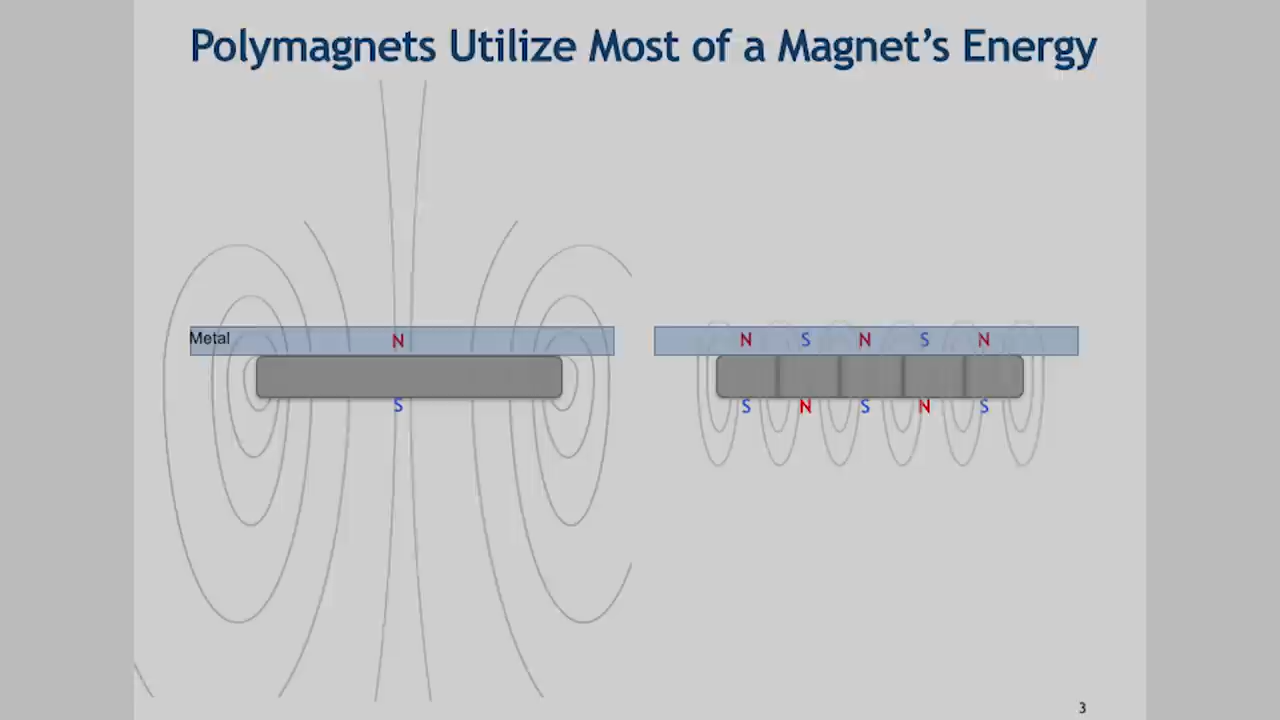 Polymagnets Utilize Most of a Magnet's Energy
Metal
N
S
N S N S N
S N S N S
3